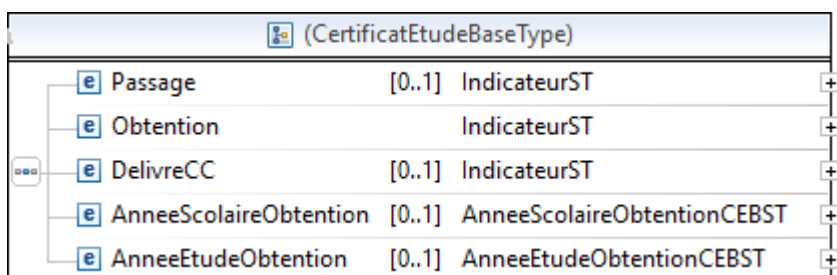 (CertificatEtudeBaseType)
e Passage [0..1] IndicateurST
e Obtention IndicateurST
e DelivreCC [0..1] IndicateurST
e AnneeScolaireObtention [0..1] AnneeScolaireObtentionCEBST
e AnneeEtudeObtention [0..1] AnneeEtudeObtentionCEBST